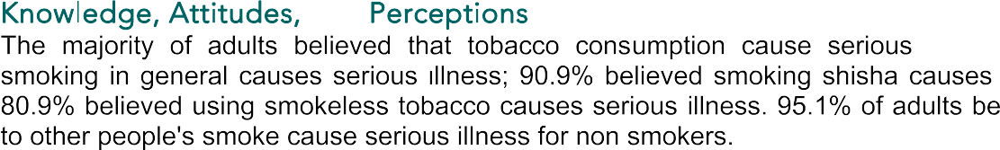 Knowledge, Attitudes, Perceptions
The majority of adults believed that tobacco consumption cause serious
smoking in general causes serious illness; 90.9% believed smoking shisha causes
80.9% believed using smokeless tobacco causes serious illness. 95.1% of adults be
to other people's smoke cause serious illness for non smokers.